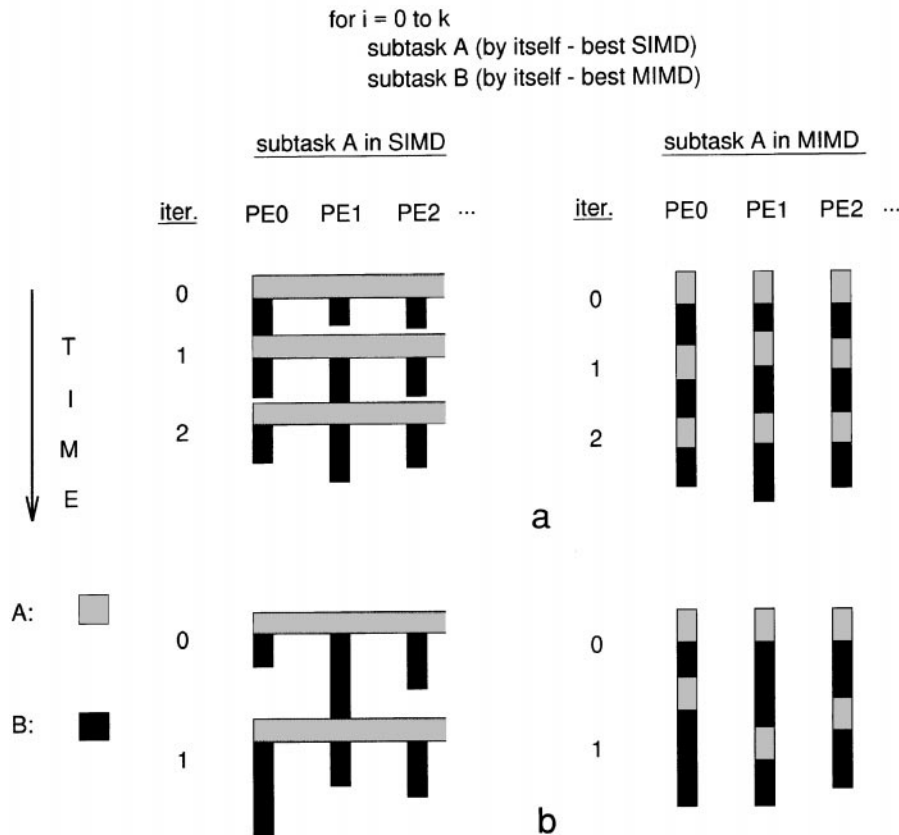 for i = 0 to k
subtask A (by itself - best SIMD)
subtask B (by itself - best MIMD)
subtask A in SIMD
subtask A in MIMD
iter. PE0 PE1 PE2 ...
iter. PE0 PE1 PE2 ...
0
0
1
1
2
2
T
I
M
E
a
A:
0
0
B:
1
1
b